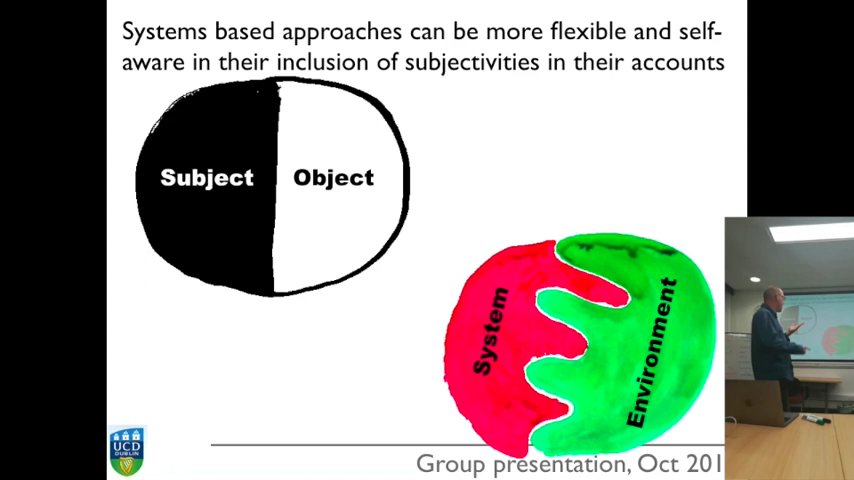 Systems based approaches can be more flexible and self-
aware in their inclusion of subjectivities in their accounts
Subject
Object
System
Environment
UCD
DUBLIN
Group presentation, Oct 201